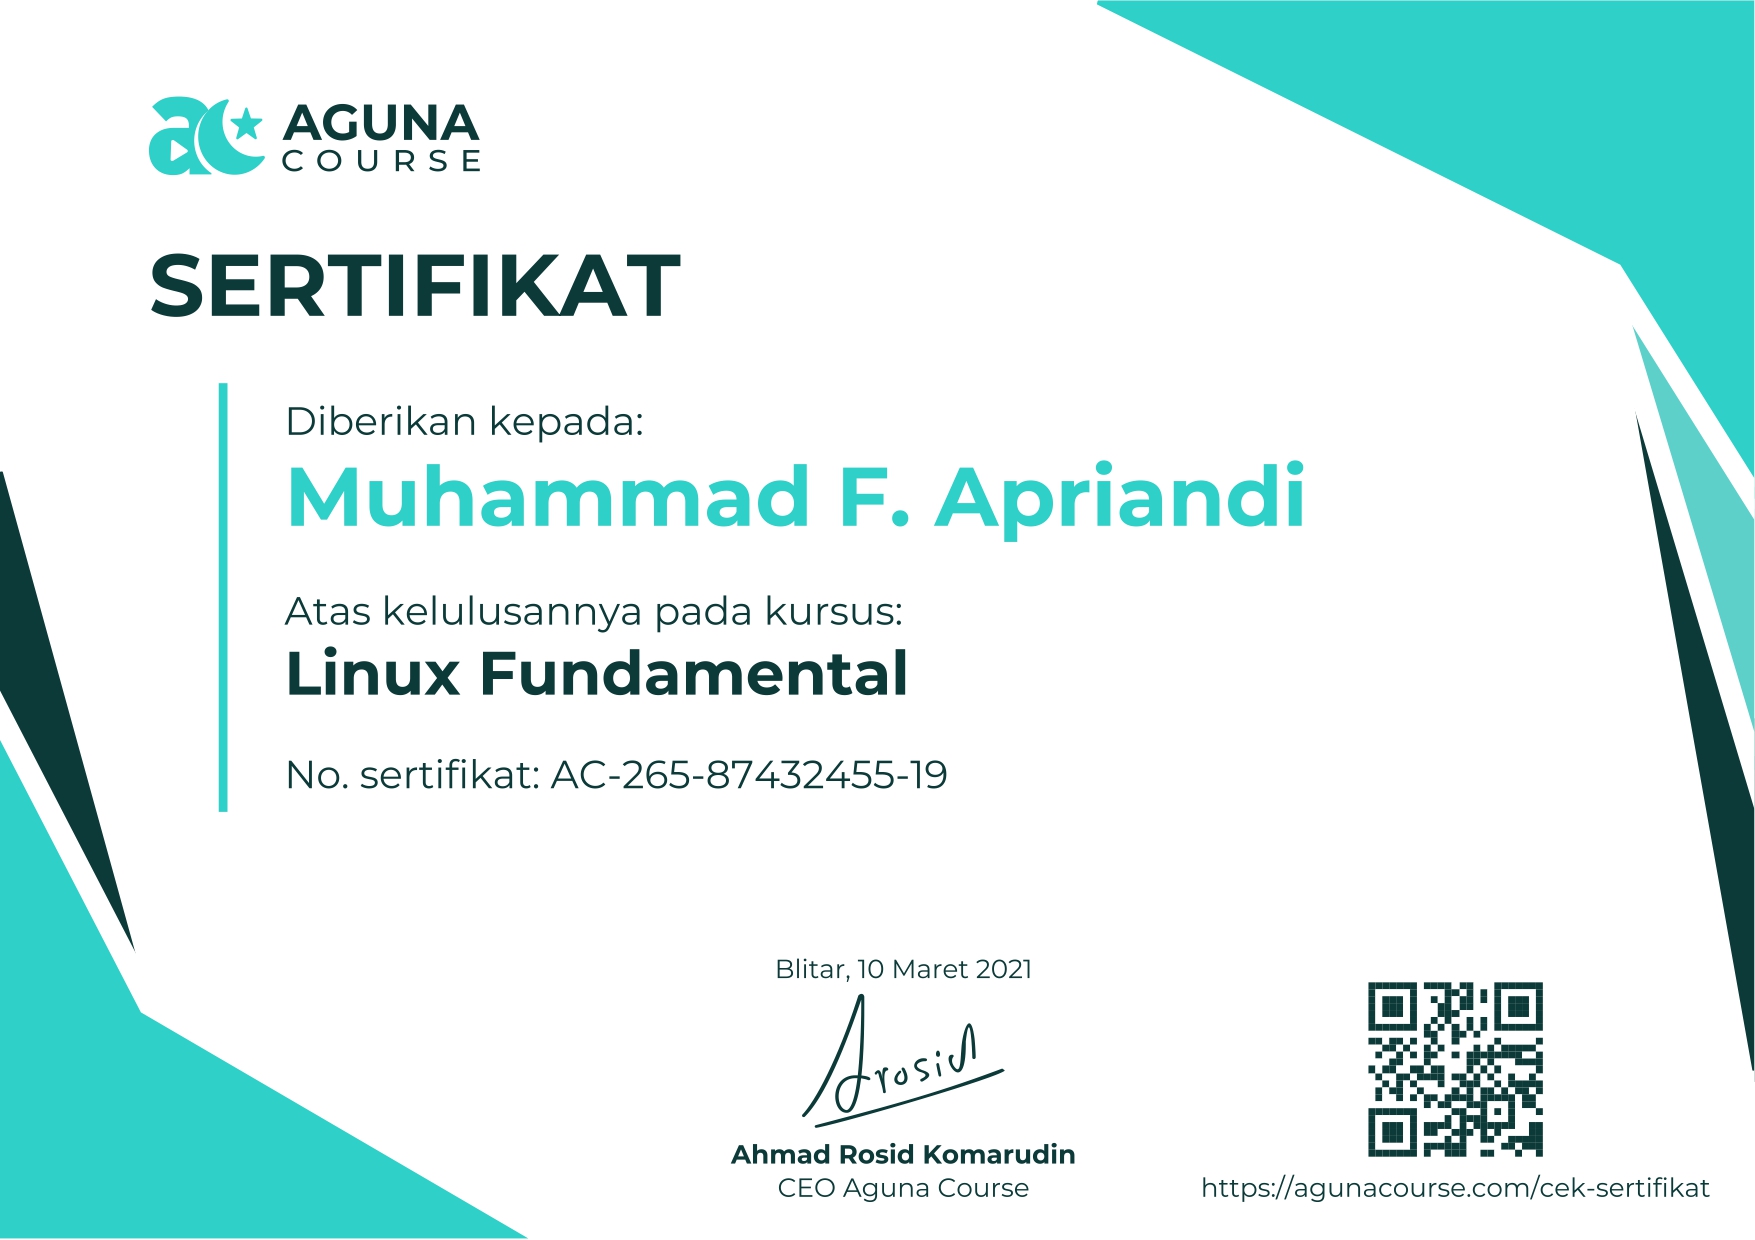 AGUNA
COURSE
SERTIFIKAT
Diberikan kepada:
Muhammad F. Apriandi
Atas kelulusannya pada kursus:
Linux Fundamental
No. sertifikat: AC-265-87432455-19
Blitar, 10 Maret 2021
Arosid
Ahmad Rosid Komarudin
CEO Aguna Course
https://agunacourse.com/cek-sertifikat